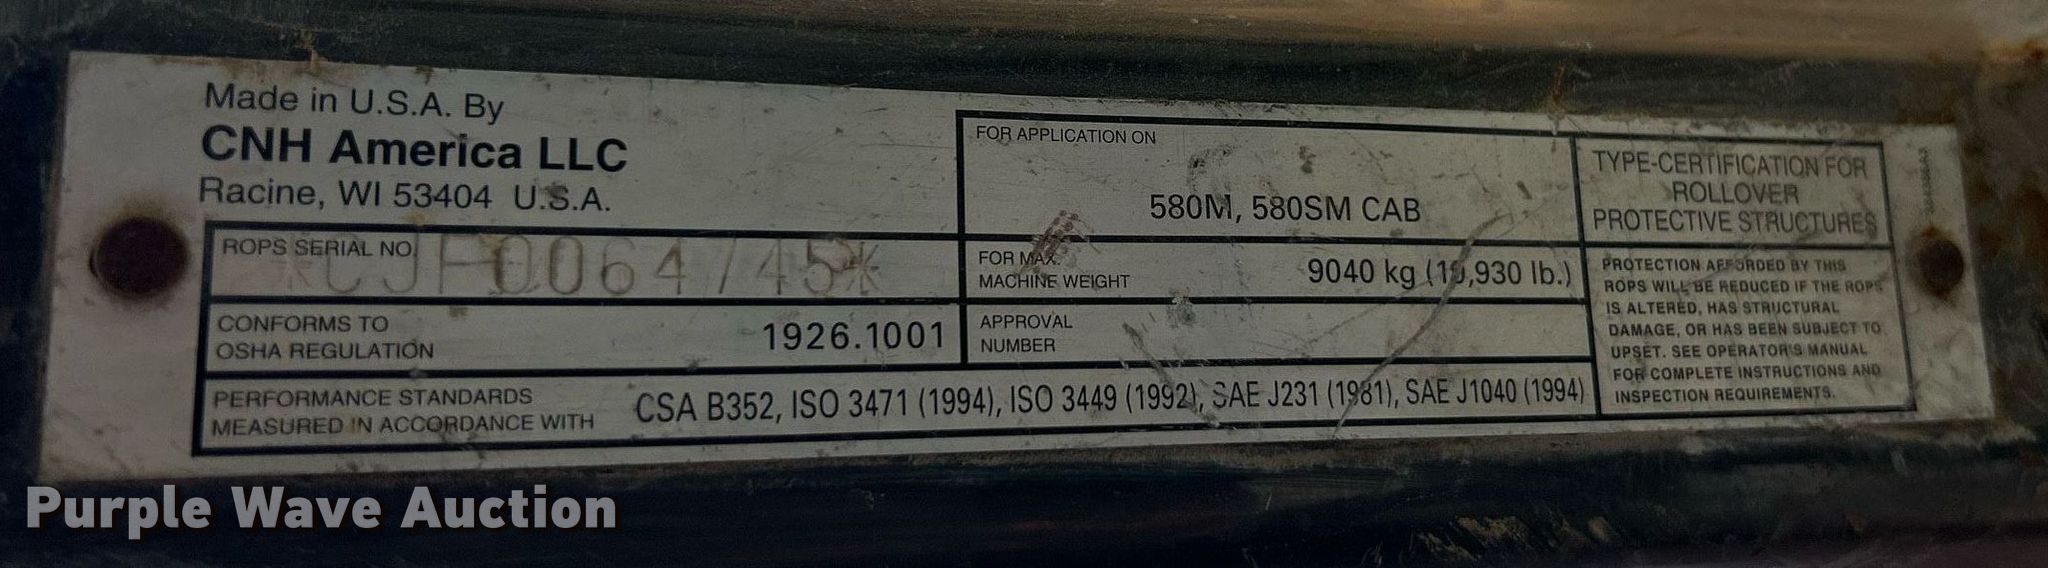 Made in U.S.A. By
CNH America LLC
Racine, WI 53404 U.S.A.
ROPS SERIAL NO.
*CJF0064745*
CONFORMS TO
OSHA REGULATION
1926.1001
PERFORMANCE STANDARDS
MEASURED IN ACCORDANCE WITH
CSA B352, ISO 3471 (1994), ISO 3449 (1992), SAE J231 (1981), SAE J1040 (1994)
FOR APPLICATION ON
580M, 580SM CAB
FOR MAX.
MACHINE WEIGHT
9040 kg (19,930 lb.)
APPROVAL
NUMBER
TYPE-CERTIFICATION FOR
ROLLOVER
PROTECTIVE STRUCTURES
PROTECTION AFFORDED BY THIS
ROPS WILL BE REDUCED IF THE ROPS
IS ALTERED, HAS STRUCTURAL
DAMAGE, OR HAS BEEN SUBJECT TO
UPSET. SEE OPERATOR'S MANUAL
FOR COMPLETE INSTRUCTIONS AND
INSPECTION REQUIREMENTS.
Purple Wave Auction